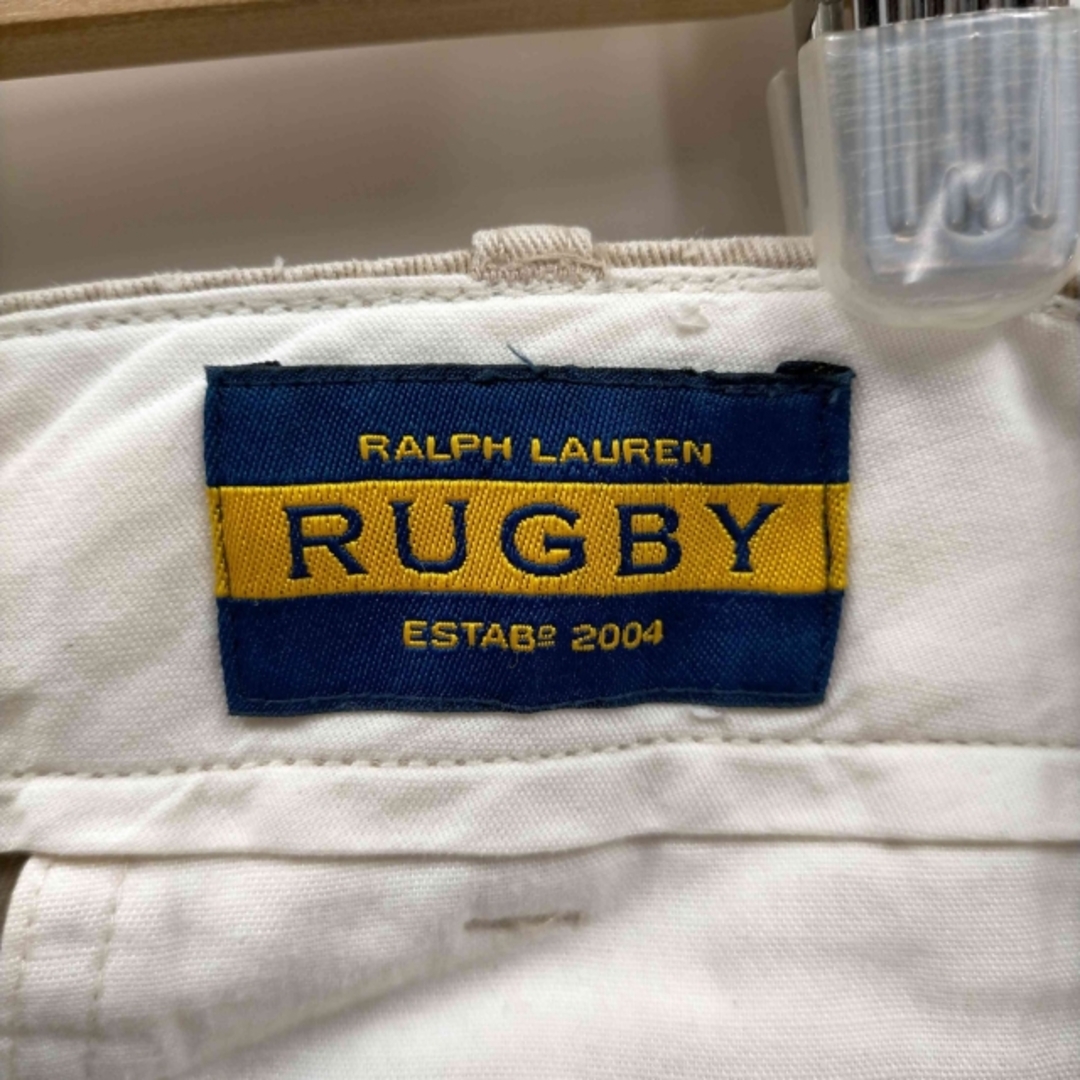 RALPH LAUREN
RUGBY
ESTABº 2004
M